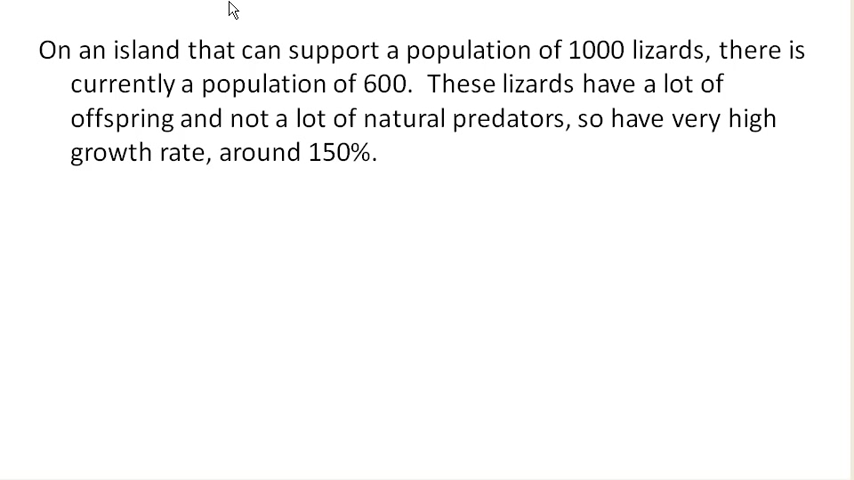 On an island that can support a population of 1000 lizards, there is
currently a population of 600. These lizards have a lot of
offspring and not a lot of natural predators, so have very high
growth rate, around 150%.